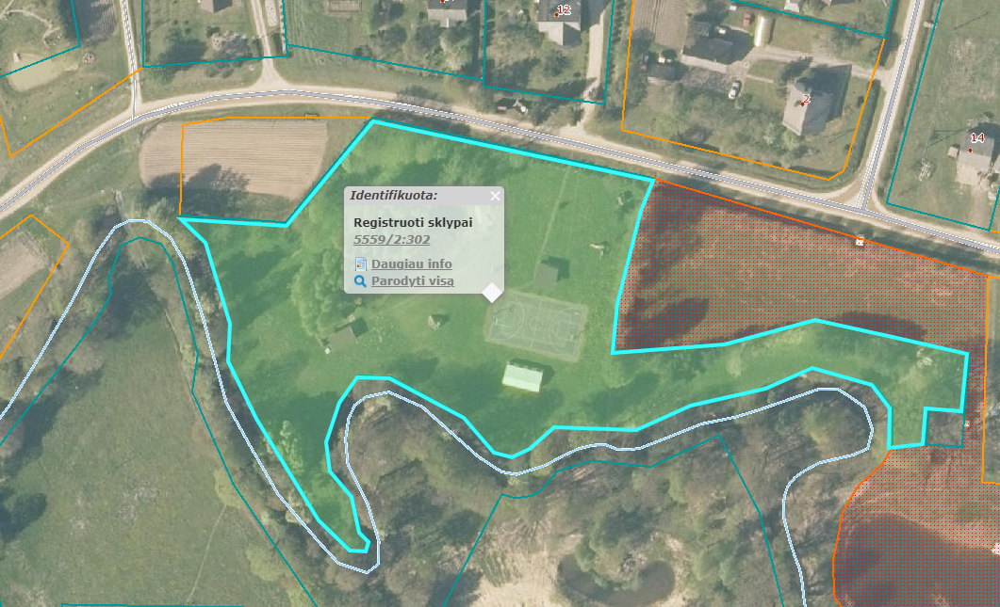 12
2
14
Identifikuota:
Registruoti sklypai
5559/2:302
Daugiau info
Parodyti visą